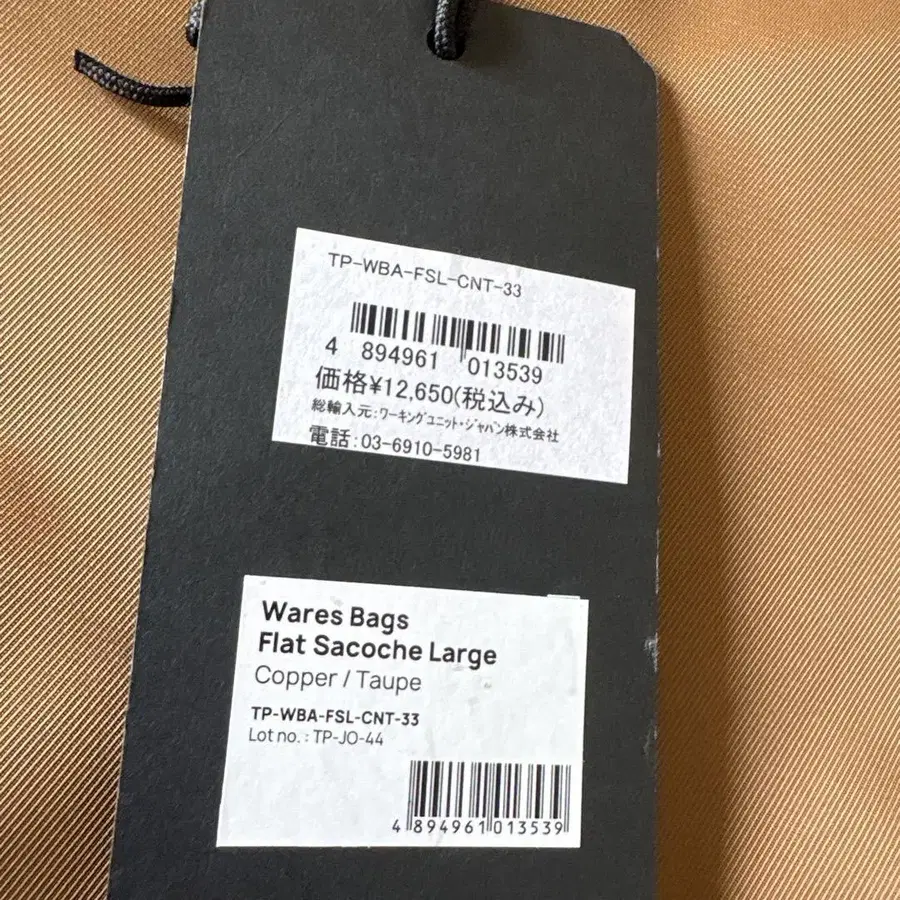 TP-WBA-FSL-CNT-33
4 894961 013539
価格¥12,650(税込み)
総輸入元:ワーキングユニット・ジャパン株式会社
電話:03-6910-5981
Wares Bags
Flat Sacoche Large
Copper / Taupe
TP-WBA-FSL-CNT-33
Lot no. : TP-JO-44
4 894961 013539